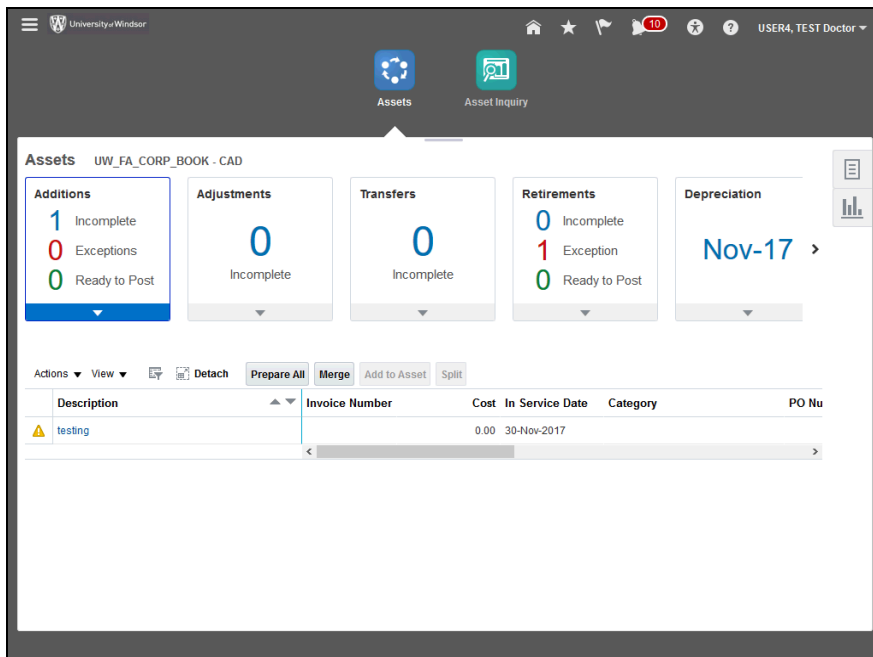 University of Windsor
10
USER4, TEST Doctor
Assets
Asset Inquiry
Assets UW_FA_CORP_BOOK - CAD
Additions
1 Incomplete
0 Exceptions
0 Ready to Post
Adjustments
0
Incomplete
Transfers
0
Incomplete
Retirements
0 Incomplete
1 Exception
0 Ready to Post
Depreciation
Nov-17
Actions View Detach Prepare All Merge Add to Asset Split
Description Invoice Number Cost In Service Date Category PO Nu
testing 0.00 30-Nov-2017